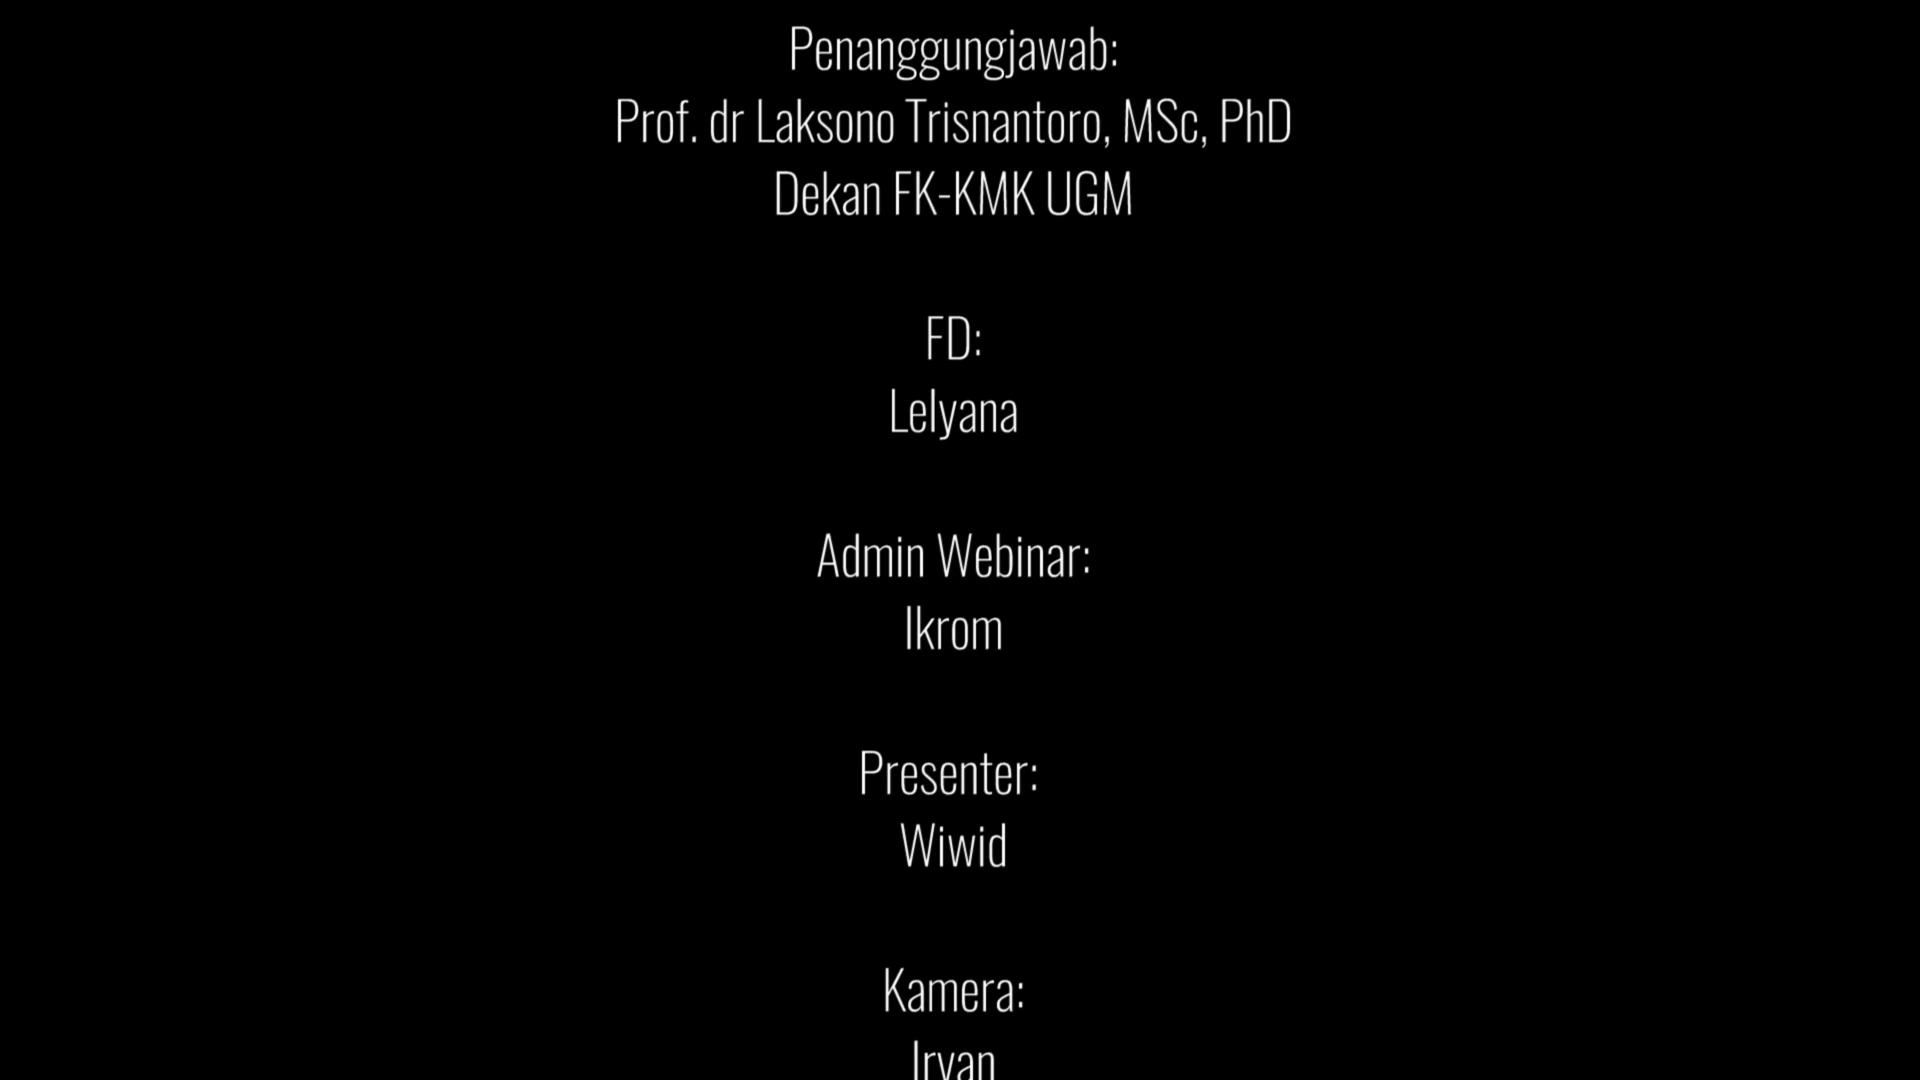 Penanggungjawab:
Prof. dr Laksono Trisnantoro, MSc, PhD
Dekan FK-KMK UGM
FD:
Lelyana
Admin Webinar:
Ikrom
Presenter:
Wiwid
Kamera:
Irvan